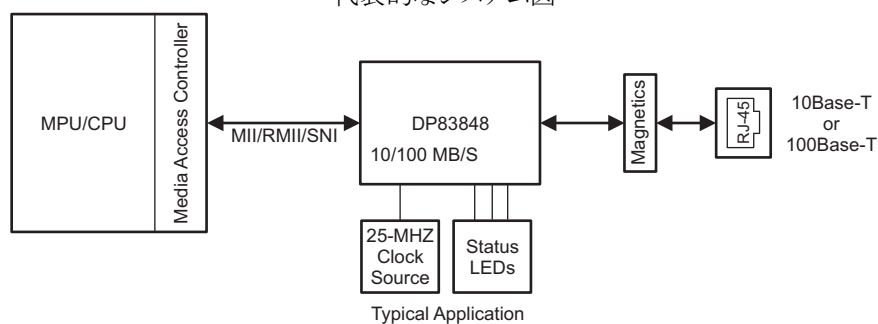 代表的なシステム図
MPU/CPU
Media Access Controller
MII/RMII/SNI
DP83848
10/100 MB/S
Magnetics
RJ-45
10Base-T
or
100Base-T
25-MHZ
Clock
Source
Status
LEDs
Typical Application